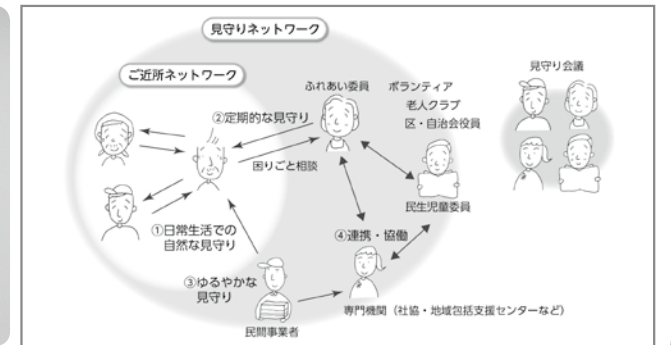 見守りネットワーク
ご近所ネットワーク
ふれあい委員
ボランティア
老人クラブ
区・自治会役員
見守り会議
②定期的な見守り
困りごと相談
民生児童委員
①日常生活での
自然な見守り
④連携・協働
③ゆるやかな
見守り
民間事業者
専門機関（社協・地域包括支援センターなど）